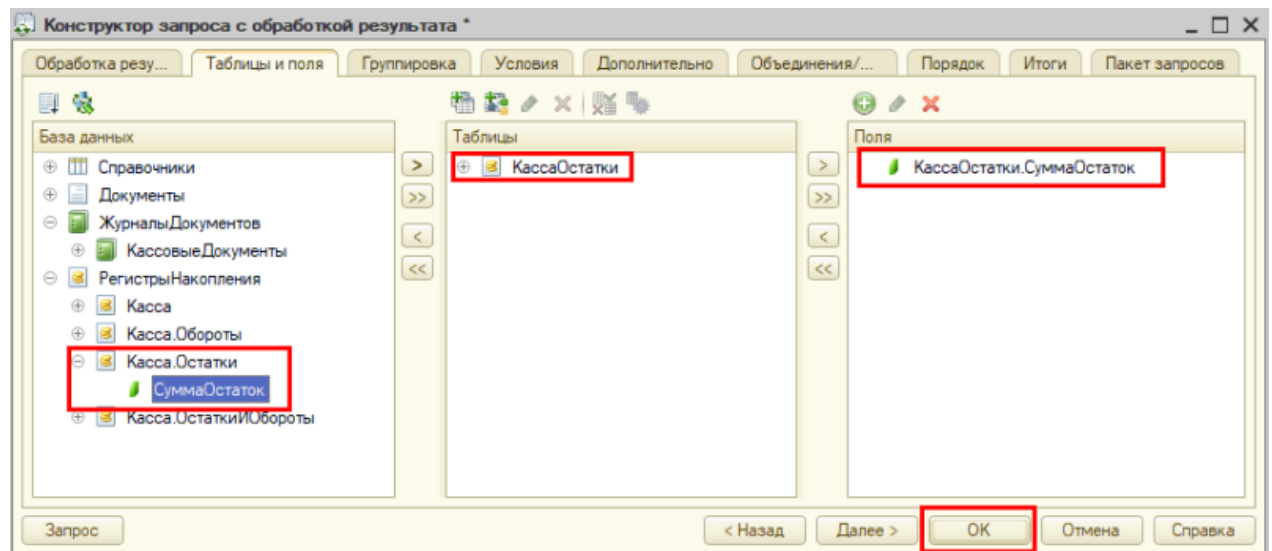 Конструктор запроса с обработкой результата *
Обработка резу... Таблицы и поля Группировка Условия Дополнительно Объединения/... Порядок Итоги Пакет запросов
База данных
Справочники
Документы
ЖурналыДокументов
КассовыеДокументы
РегистрыНакопления
Касса
Касса.Обороты
Касса.Остатки
СуммаОстаток
Касса.ОстаткиИОбороты
>
>>
<
<<
Таблицы
КассаОстатки
>
>>
<
<<
Поля
КассаОстатки.СуммаОстаток
Запрос < Назад Далее > OK Отмена Справка